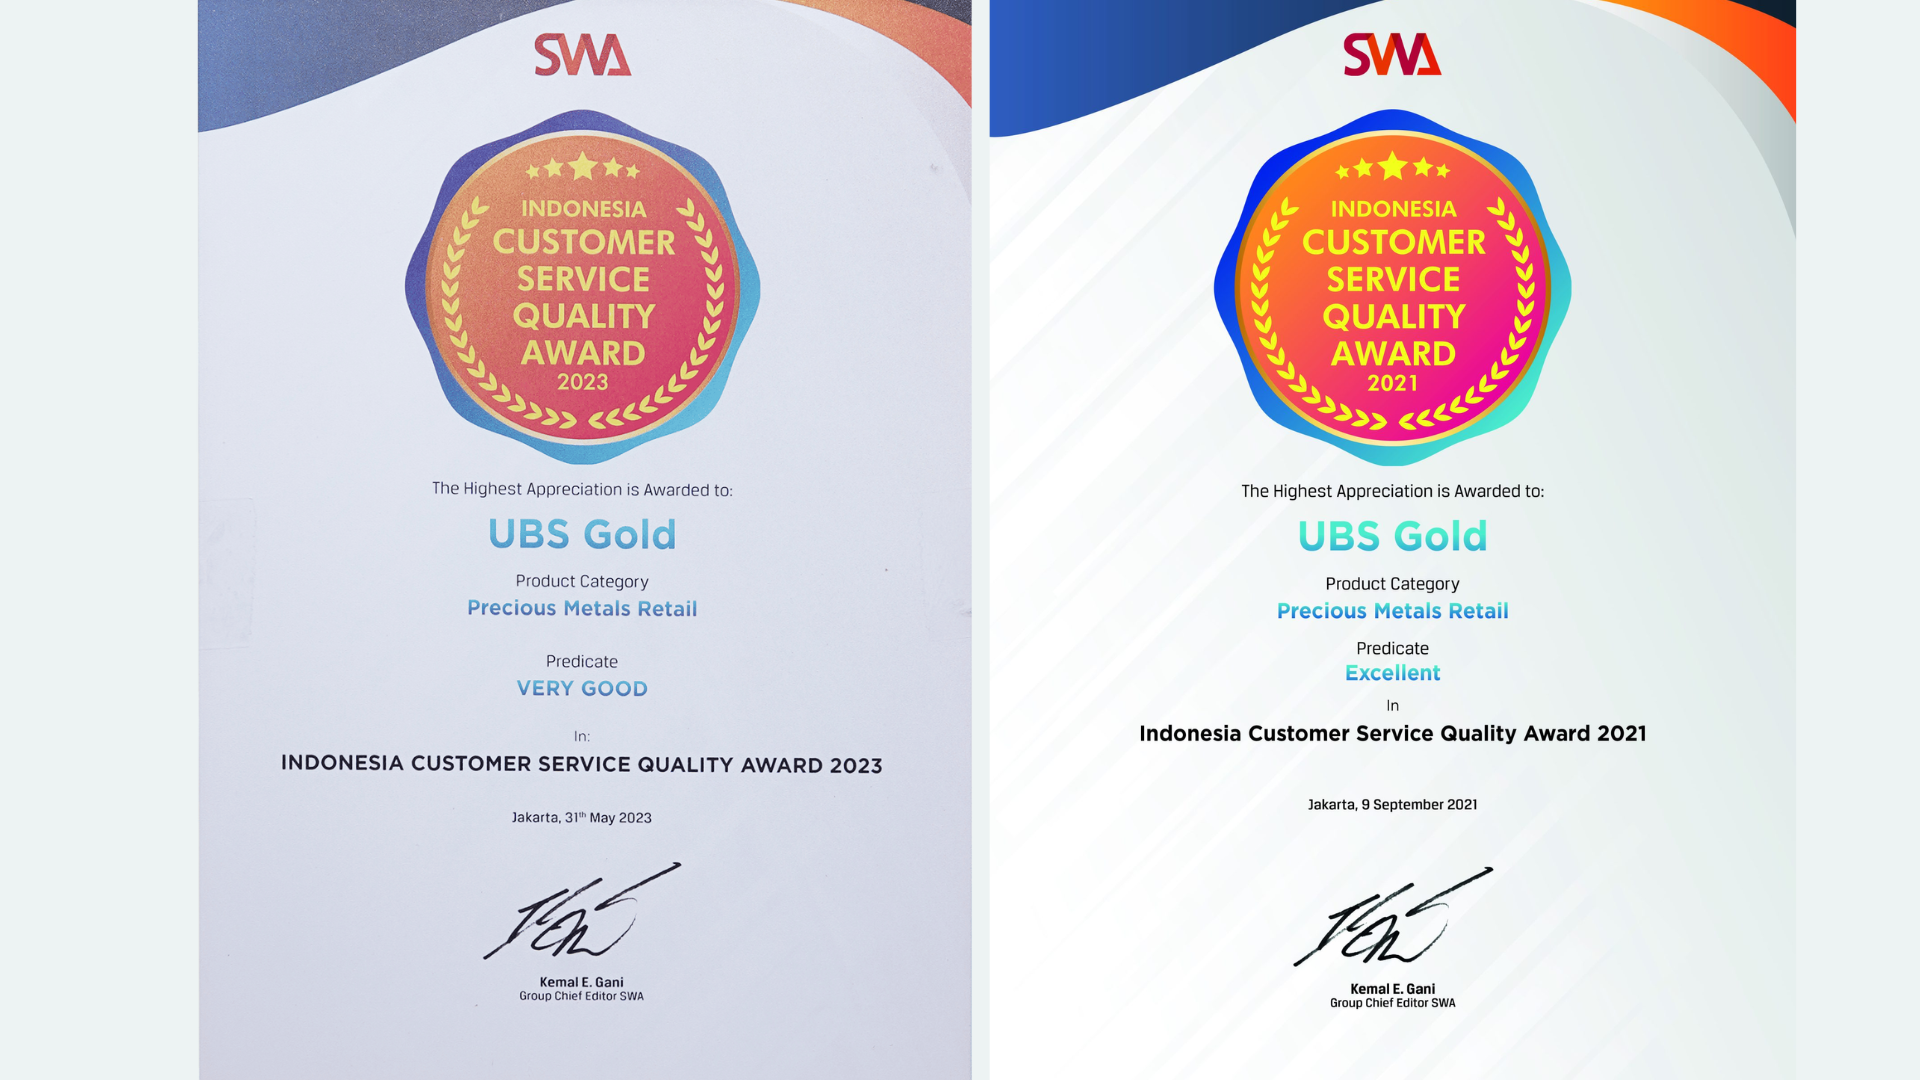 SWA
INDONESIA
CUSTOMER
SERVICE
QUALITY
AWARD
2023
The Highest Appreciation is Awarded to:
UBS Gold
Product Category
Precious Metals Retail
Predicate
VERY GOOD
In:
INDONESIA CUSTOMER SERVICE QUALITY AWARD 2023
Jakarta, 31th May 2023
Kemal E. Gani
Group Chief Editor SWA
SWA
INDONESIA
CUSTOMER
SERVICE
QUALITY
AWARD
2021
The Highest Appreciation is Awarded to:
UBS Gold
Product Category
Precious Metals Retail
Predicate
Excellent
In
Indonesia Customer Service Quality Award 2021
Jakarta, 9 September 2021
Kemal E. Gani
Group Chief Editor SWA